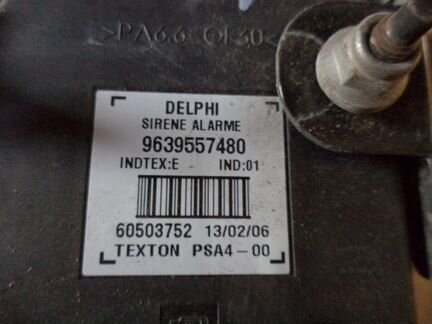 >PA6.6 GF30<
DELPHI
SIRENE ALARME
9639557480
INDTEX:E IND:01
60503752 13/02/06
TEXTON PSA4-00